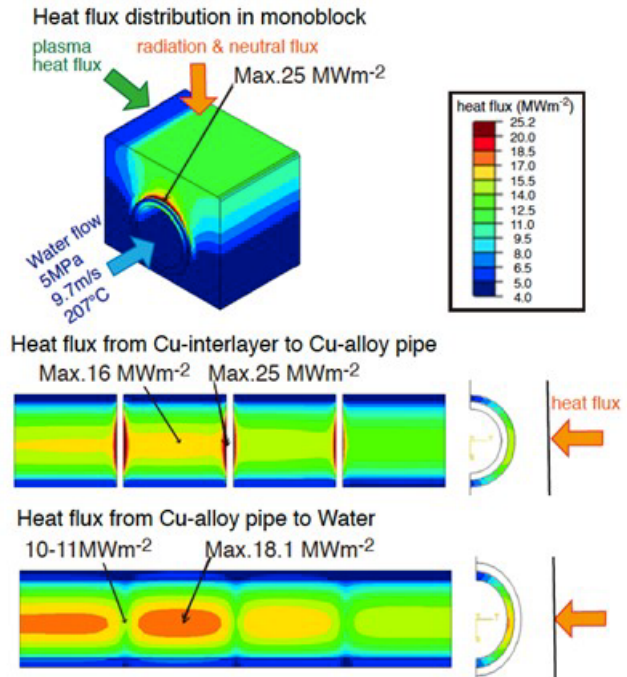 Heat flux distribution in monoblock
plasma
heat flux
radiation & neutral flux
Max.25 MWm-2
heat flux (MWm-2)
25.2
20.0
18.5
17.0
15.5
14.0
12.5
11.0
9.5
8.0
6.5
5.0
4.0
Water flow
5MPa
9.7m/s
207°C
Heat flux from Cu-interlayer to Cu-alloy pipe
Max.16 MWm-2
Max.25 MWm-2
heat flux
Heat flux from Cu-alloy pipe to Water
10-11MWm-2
Max.18.1 MWm-2